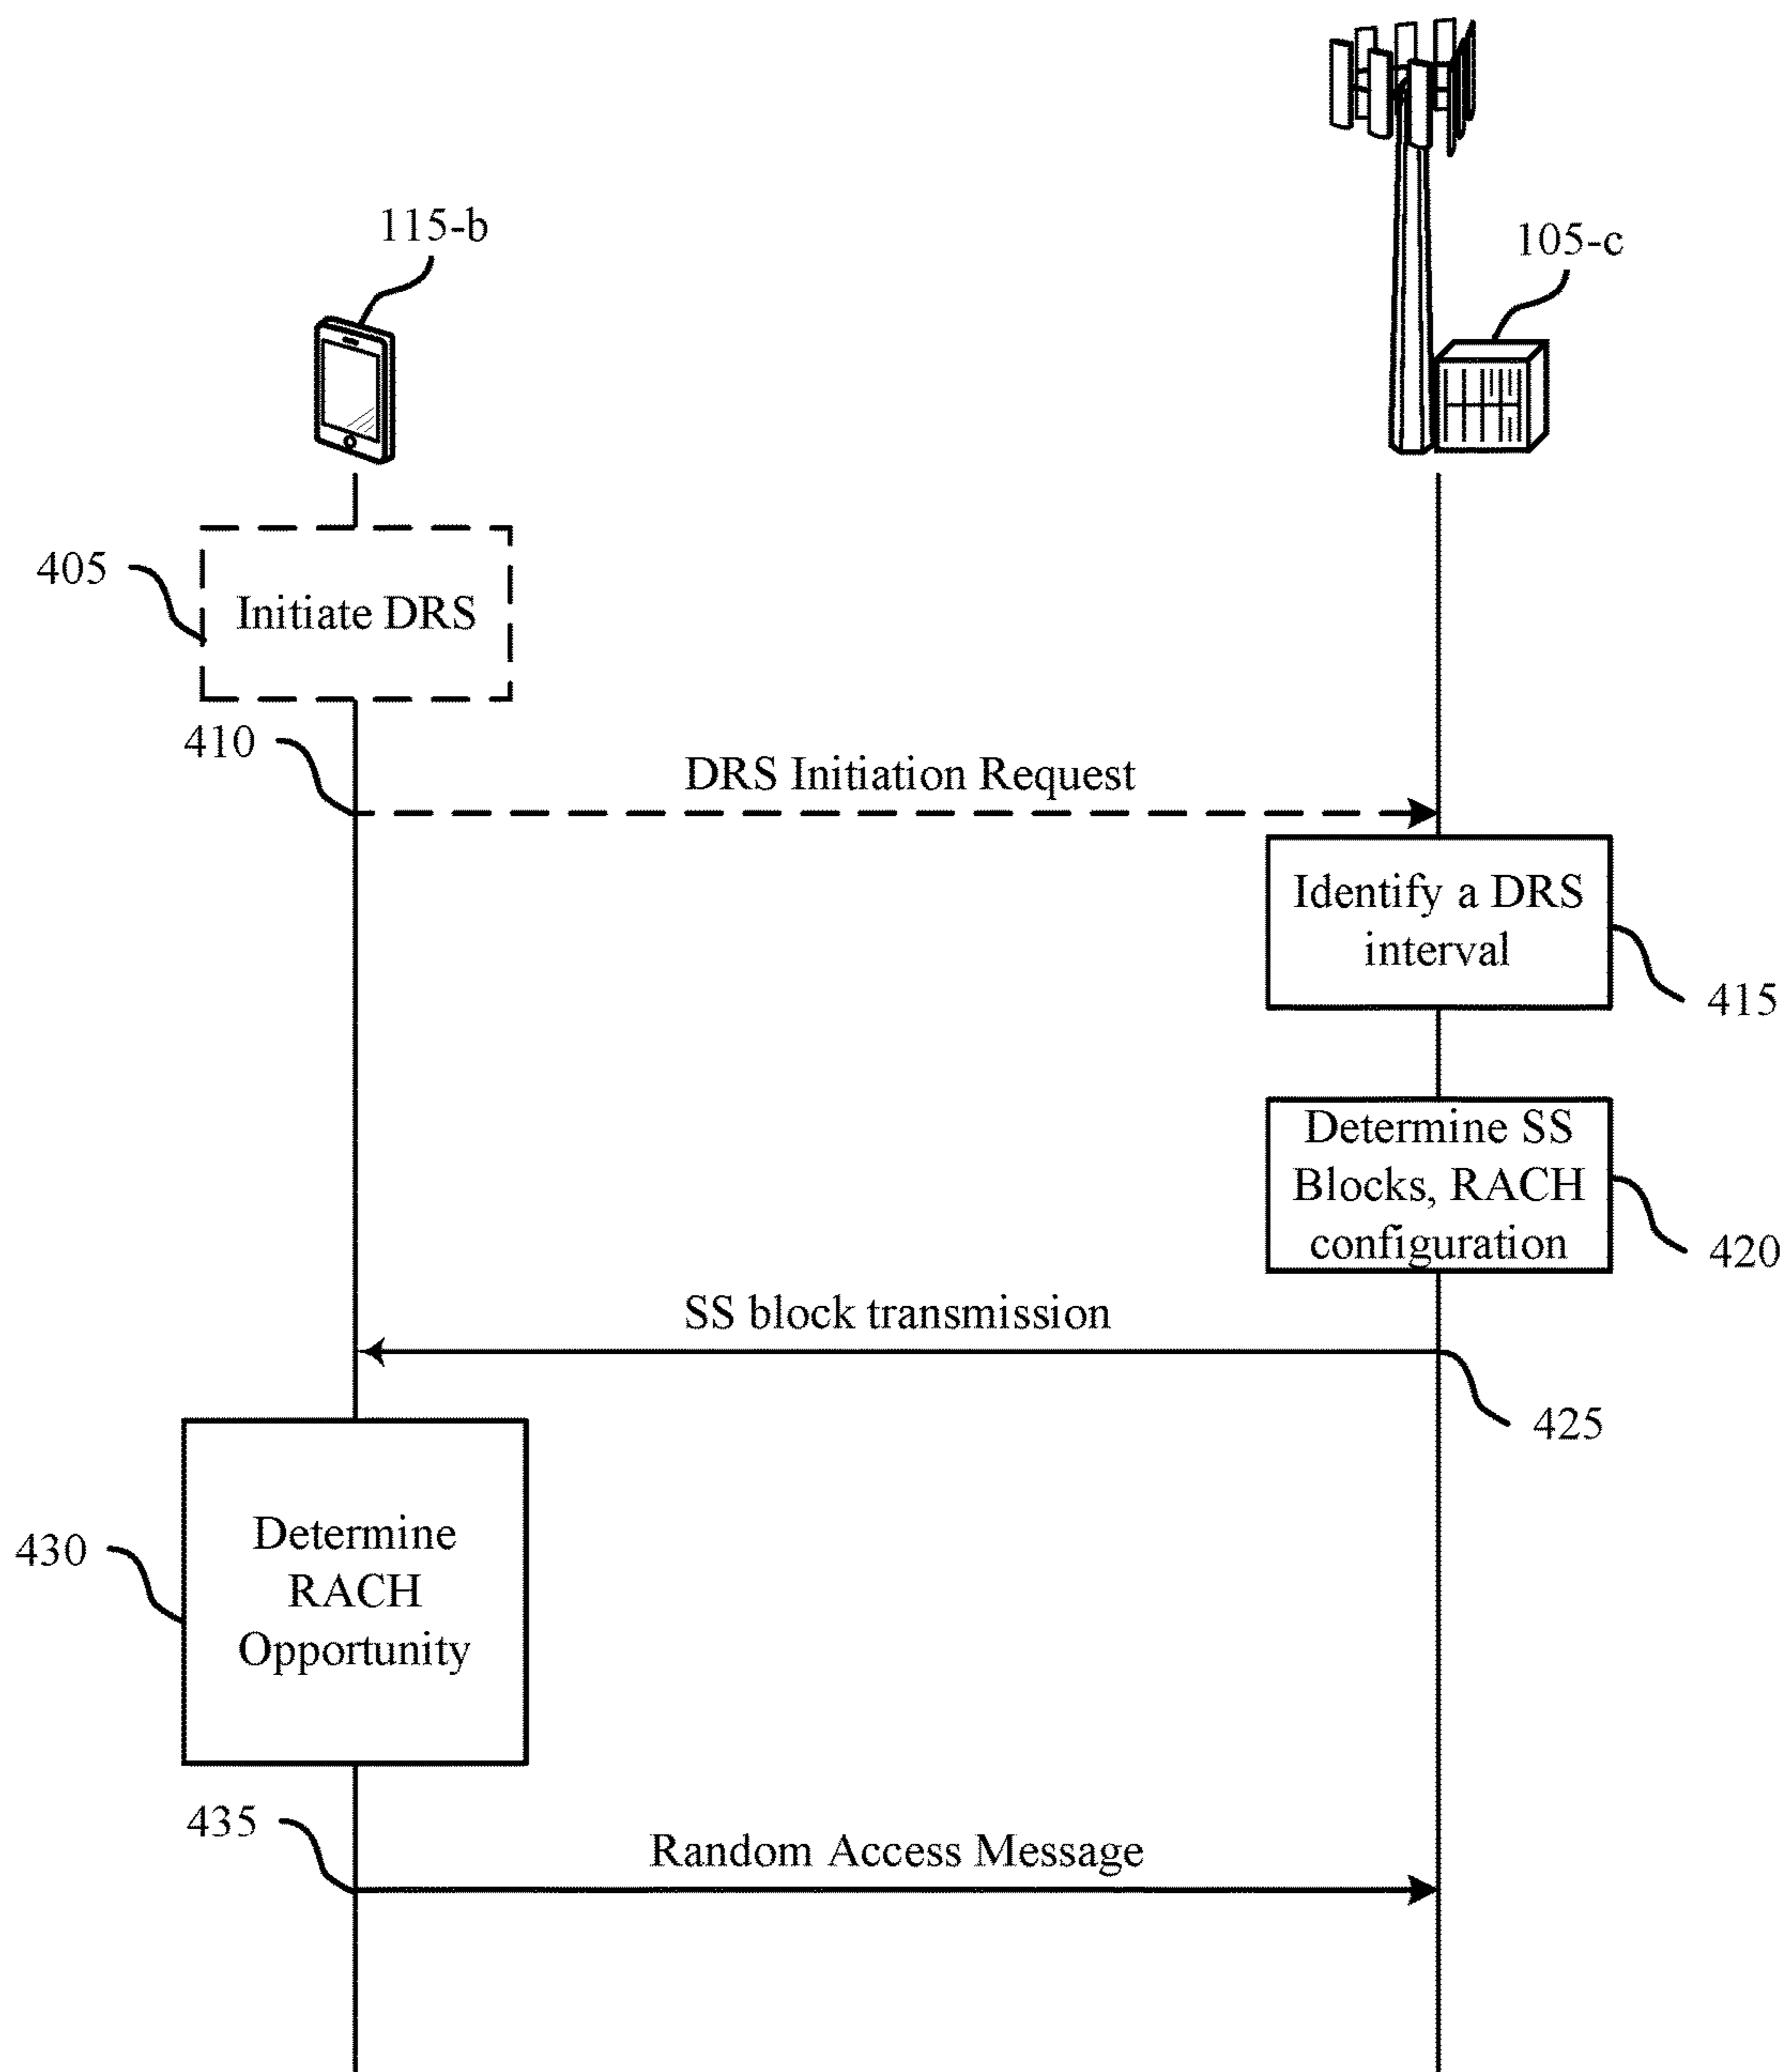 115-b
105-c
405
Initiate DRS
410
DRS Initiation Request
Identify a DRS
interval
415
Determine SS
Blocks, RACH
configuration
420
SS block transmission
425
430
Determine
RACH
Opportunity
435
Random Access Message